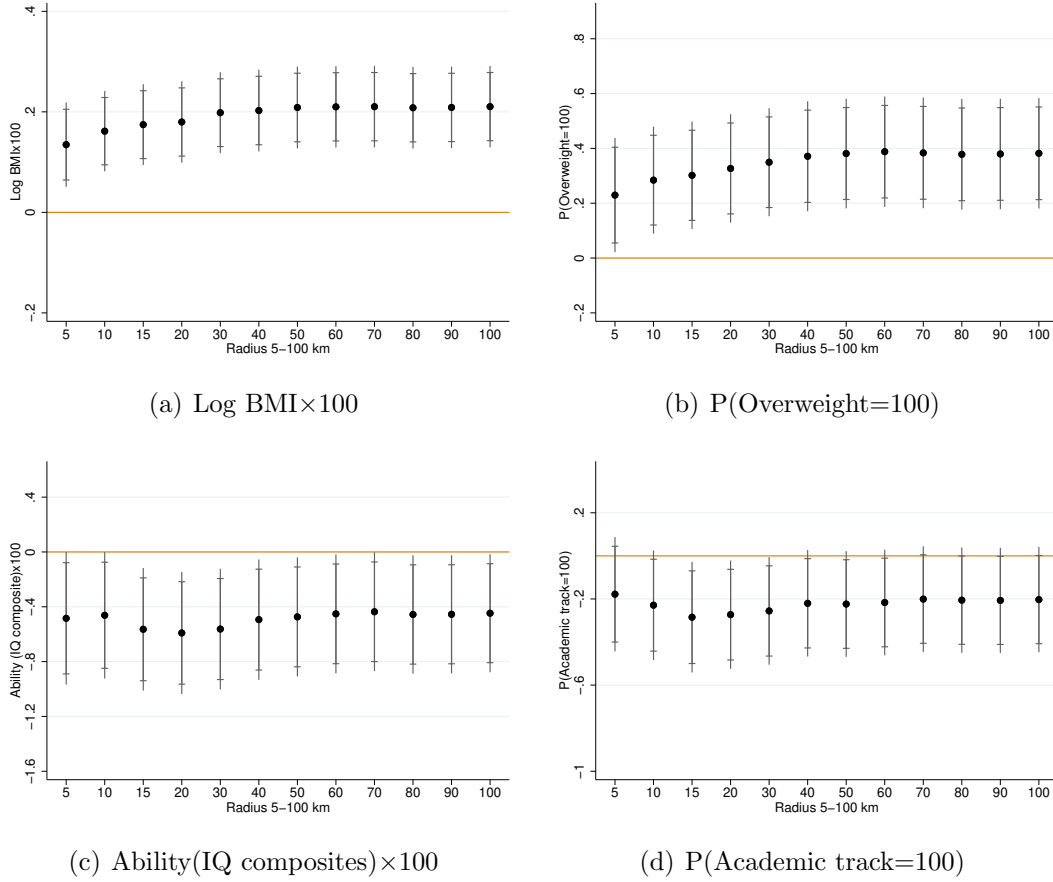 .4
.2
0
-.2
Log BMI×100
5 10 15 20 30 40 50 60 70 80 90 100
Radius 5−100 km
(a) Log BMI×100
.8
.6
.4
.2
0
-.2
P(Overweight=100)
5 10 15 20 30 40 50 60 70 80 90 100
Radius 5−100 km
(b) P(Overweight=100)
.4
0
-.4
-.8
-1.2
-1.6
Ability (IQ composite)x100
5 10 15 20 30 40 50 60 70 80 90 100
Radius 5−100 km
(c) Ability(IQ composites)×100
.2
-.2
-.6
-1
P(Academic track=100)
5 10 15 20 30 40 50 60 70 80 90 100
Radius 5−100 km
(d) P(Academic track=100)